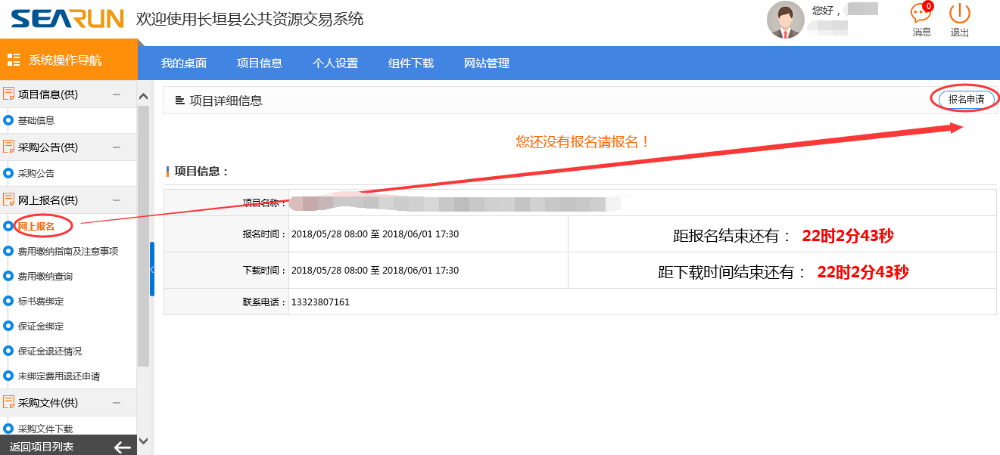 SEARUN 欢迎使用长垣县公共资源交易系统
您好，
0
消息 退出
系统操作导航
我的桌面 项目信息 个人设置 组件下载 网站管理
项目信息(供)
基础信息
采购公告(供)
采购公告
网上报名(供)
网上报名
费用缴纳指南及注意事项
费用缴纳查询
标书费绑定
保证金绑定
保证金退还情况
未绑定费用退还申请
采购文件(供)
采购文件下载
返回项目列表
项目详细信息 报名申请
您还没有报名请报名！
项目信息：
项目名称：
报名时间： 2018/05/28 08:00 至 2018/06/01 17:30 距报名结束还有： 22时2分43秒
下载时间： 2018/05/28 08:00 至 2018/06/01 17:30 距下载时间结束还有： 22时2分43秒
联系电话： 13323807161